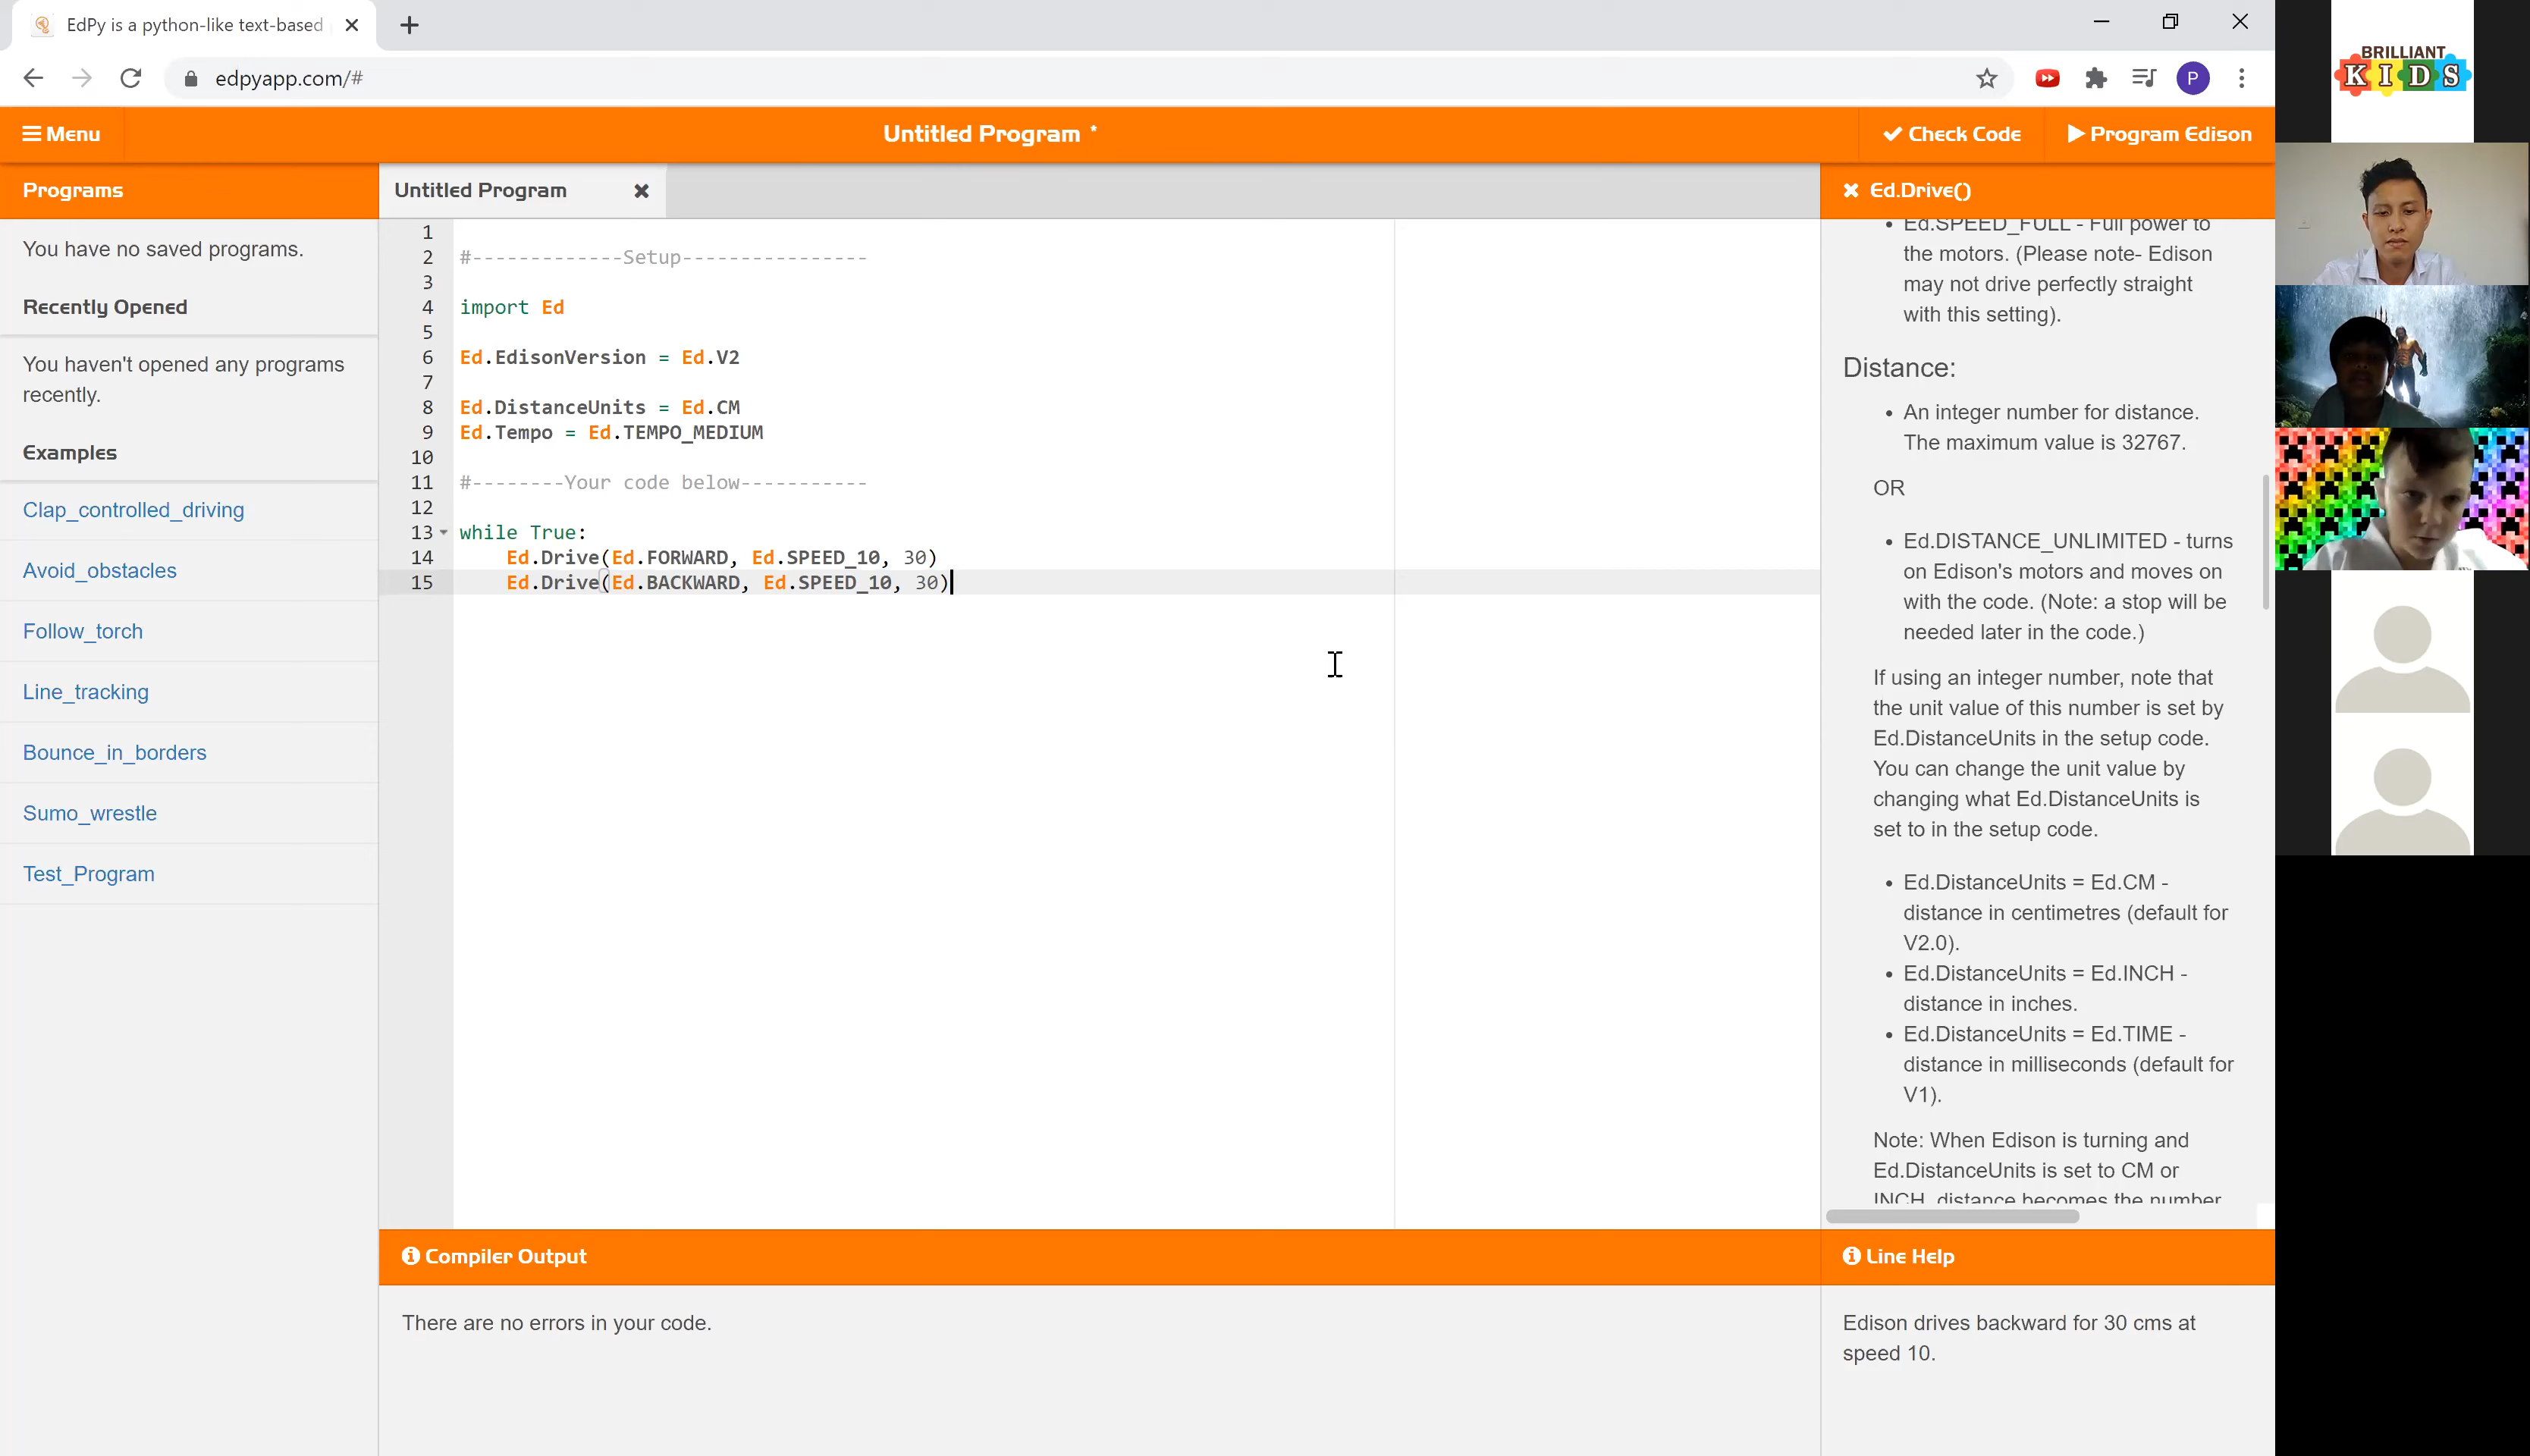 EdPy is a python-like text-based
edpyapp.com/#
P
Menu
Untitled Program *
Check Code
Program Edison
Programs
You have no saved programs.
Recently Opened
You haven't opened any programs
recently.
Examples
Clap_controlled_driving
Avoid_obstacles
Follow_torch
Line_tracking
Bounce_in_borders
Sumo_wrestle
Test_Program
Untitled Program
1
2 #-------------Setup----------------
3
4 import Ed
5
6 Ed.EdisonVersion = Ed.V2
7
8 Ed.DistanceUnits = Ed.CM
9 Ed.Tempo = Ed.TEMPO_MEDIUM
10
11 #--------Your code below-----------
12
13 while True:
14 Ed.Drive(Ed.FORWARD, Ed.SPEED_10, 30)
15 Ed.Drive(Ed.BACKWARD, Ed.SPEED_10, 30)
Compiler Output
There are no errors in your code.
Ed.Drive()
• Ed.SPEED_FULL - Full power to
the motors. (Please note- Edison
may not drive perfectly straight
with this setting).
Distance:
• An integer number for distance.
The maximum value is 32767.
OR
• Ed.DISTANCE_UNLIMITED - turns
on Edison's motors and moves on
with the code. (Note: a stop will be
needed later in the code.)
If using an integer number, note that
the unit value of this number is set by
Ed.DistanceUnits in the setup code.
You can change the unit value by
changing what Ed.DistanceUnits is
set to in the setup code.
• Ed.DistanceUnits = Ed.CM -
distance in centimetres (default for
V2.0).
• Ed.DistanceUnits = Ed.INCH -
distance in inches.
• Ed.DistanceUnits = Ed.TIME -
distance in milliseconds (default for
V1).
Note: When Edison is turning and
Ed.DistanceUnits is set to CM or
INCH, distance becomes the number
Line Help
Edison drives backward for 30 cms at
speed 10.
BRILLIANT
KIDS